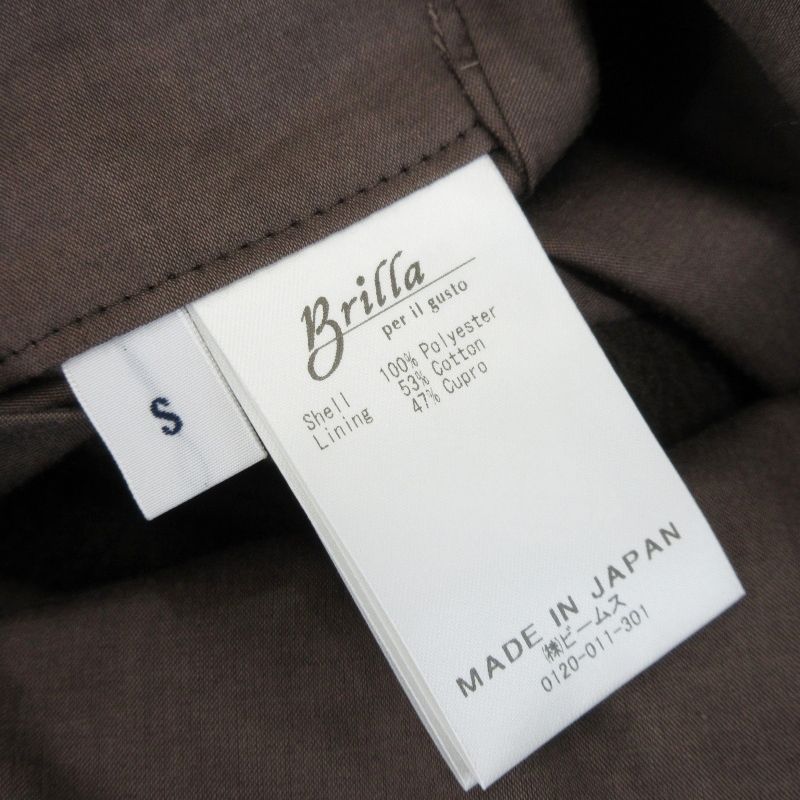 S
Brilla
per il gusto
Shell 100% Polyester
Lining 53% Cotton
47% Cupro
MADE IN JAPAN
㈱ビームス
0120-011-301